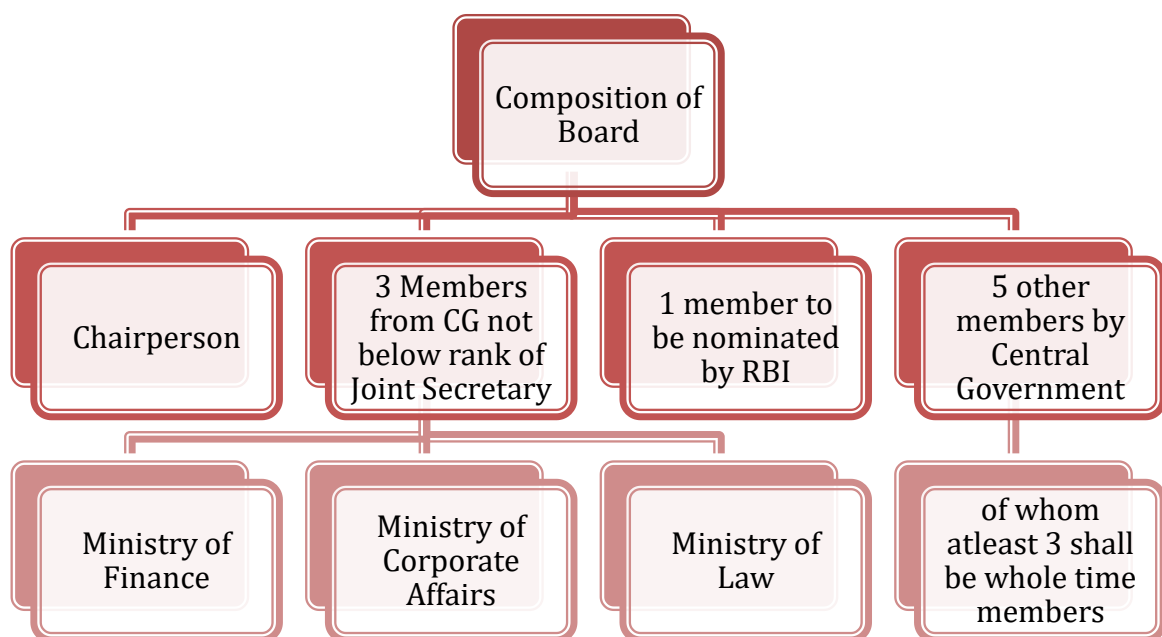 Composition of
Board
Chairperson
3 Members
from CG not
below rank of
Joint Secretary
1 member to
be nominated
by RBI
5 other
members by
Central
Government
Ministry of
Finance
Ministry of
Corporate
Affairs
Ministry of
Law
of whom
atleast 3 shall
be whole time
members